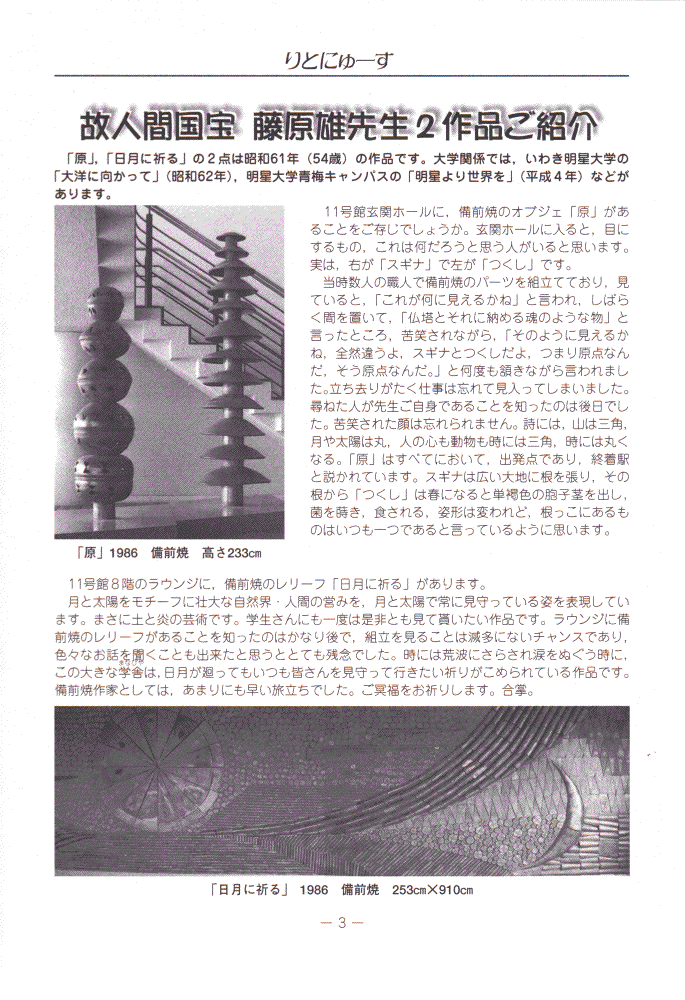 りとにゅーす
故人間国宝 藤原雄先生2作品ご紹介
「原」，「日月に祈る」の2点は昭和61年（54歳）の作品です。大学関係では，いわき明星大学の
「大洋に向かって」（昭和62年），明星大学青梅キャンパスの「明星より世界を」（平成4年）などが
あります。
11号館玄関ホールに，備前焼のオブジェ「原」があ
ることをご存じでしょうか。玄関ホールに入ると，目に
するもの，これは何だろうと思う人がいると思います。
実は，右が「スギナ」で左が「つくし」です。
当時数人の職人で備前焼のパーツを組立てており，見
ていると，「これが何に見えるかね」と言われ，しばら
く間を置いて，「仏塔とそれに納める魂のような物」と
言ったところ，苦笑されながら，「そのように見えるか
ね，全然違うよ，スギナとつくしだよ，つまり原点なん
だ，そう原点なんだ。」と何度も頷きながら言われまし
た。立ち去りがたく仕事は忘れて見入ってしまいました。
尋ねた人が先生ご自身であることを知ったのは後日でし
た。苦笑された顔は忘れられません。詩には，山は三角，
月や太陽は丸，人の心も動物も時には三角，時には丸く
なる。「原」はすべてにおいて，出発点であり，終着駅
と説かれています。スギナは広い大地に根を張り，その
根から「つくし」は春になると単褐色の胞子茎を出し，
菌を蒔き，食される，姿形は変われど，根っこにあるも
のはいつも一つであると言っているように思います。
「原」1986 備前焼 高さ233cm
11号館8階のラウンジに，備前焼のレリーフ「日月に祈る」があります。
月と太陽をモチーフに壮大な自然界・人間の営みを，月と太陽で常に見守っている姿を表現してい
ます。まさに土と炎の芸術です。学生さんにも一度は是非とも見て貰いたい作品です。ラウンジに備
前焼のレリーフがあることを知ったのはかなり後で，組立を見ることは滅多にないチャンスであり，
色々なお話を聞くことも出来たと思うととても残念でした。時には荒波にさらされ涙をぬぐう時に，
まなびや
この大きな学舎は，日月が廻ってもいつも皆さんを見守って行きたい祈りがこめられている作品です。
備前焼作家としては，あまりにも早い旅立ちでした。ご冥福をお祈りします。合掌。
「日月に祈る」 1986 備前焼 253cm×910cm
— 3 —